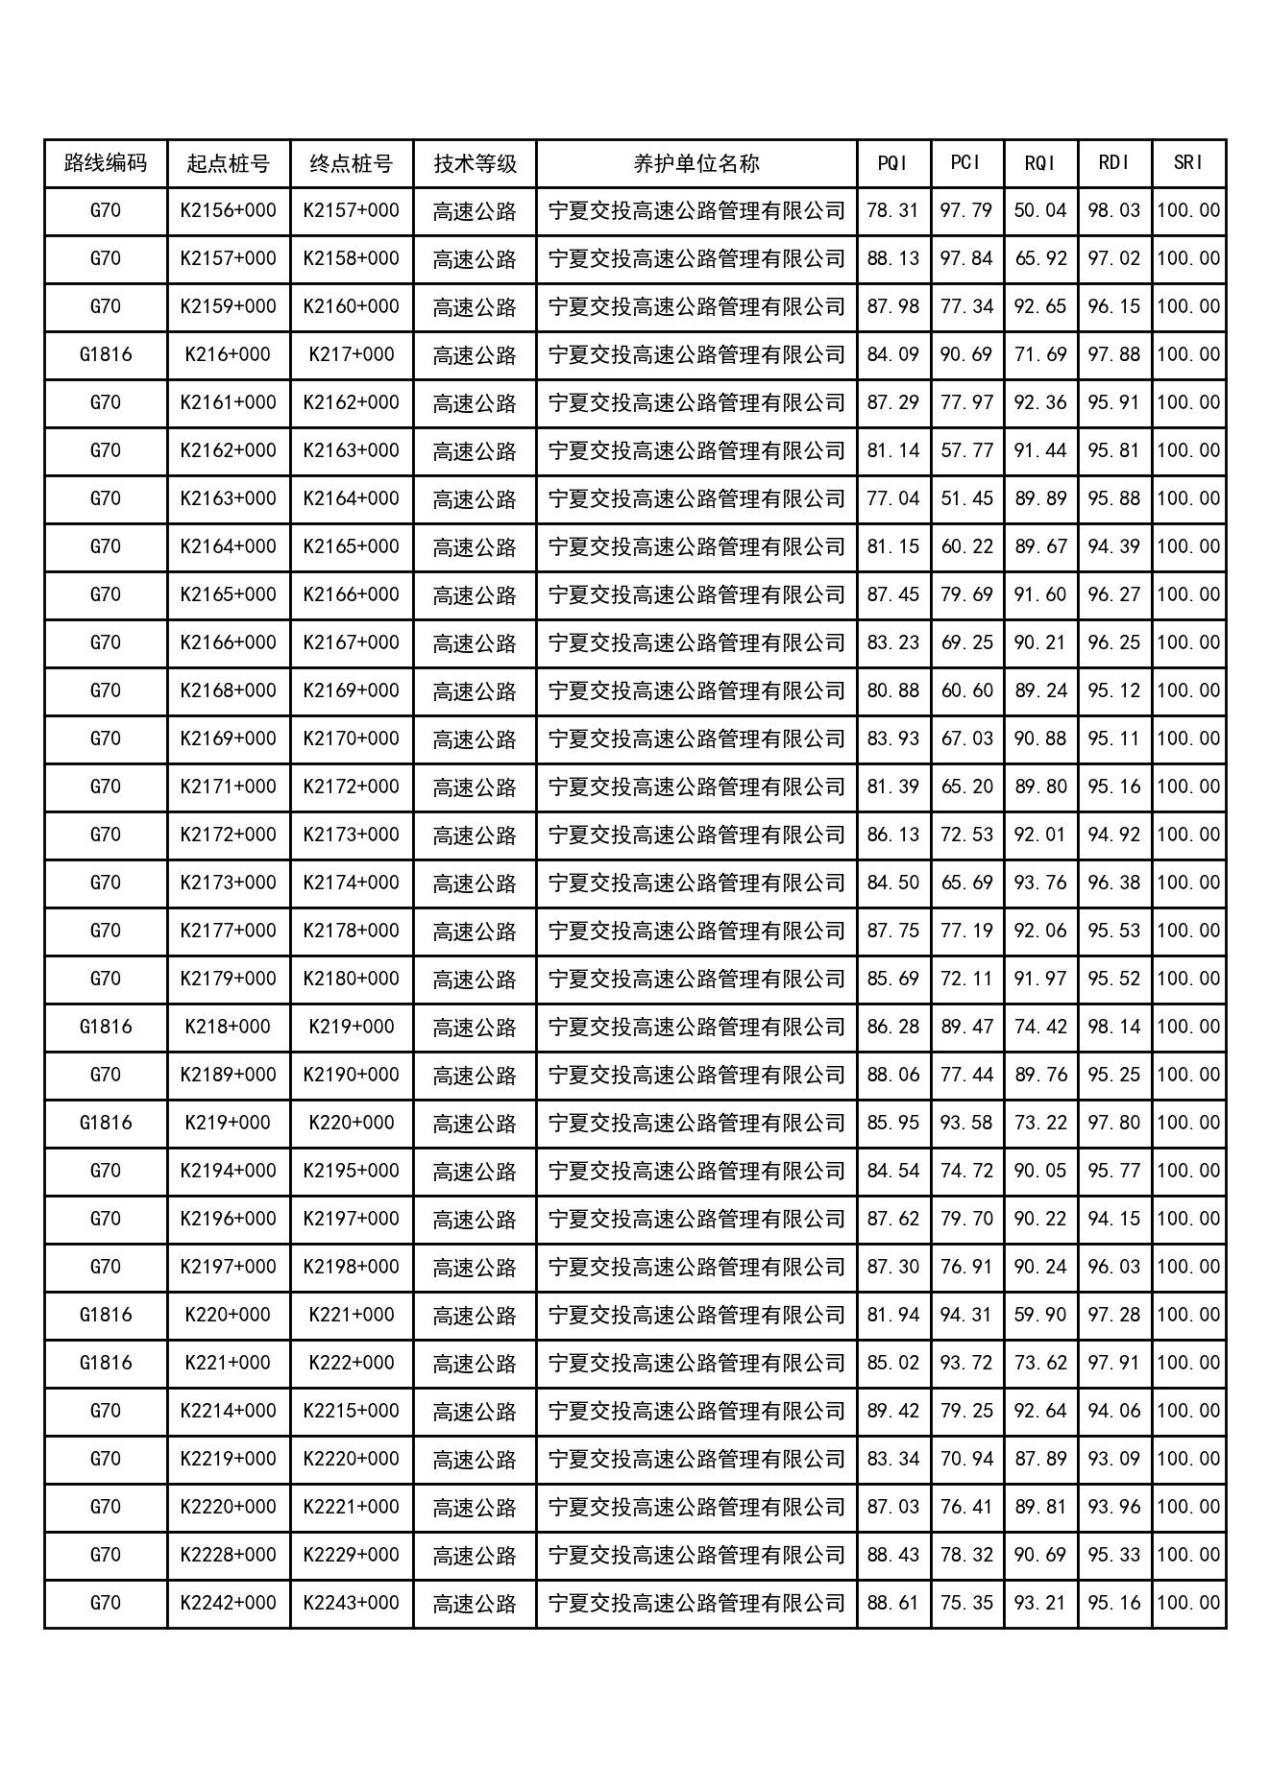 路线编码 起点桩号 终点桩号 技术等级 养护单位名称 PQI PCI RQI RDI SRI
G70 K2156+000 K2157+000 高速公路 宁夏交投高速公路管理有限公司 78.31 97.79 50.04 98.03 100.00
G70 K2157+000 K2158+000 高速公路 宁夏交投高速公路管理有限公司 88.13 97.84 65.92 97.02 100.00
G70 K2159+000 K2160+000 高速公路 宁夏交投高速公路管理有限公司 87.98 77.34 92.65 96.15 100.00
G1816 K216+000 K217+000 高速公路 宁夏交投高速公路管理有限公司 84.09 90.69 71.69 97.88 100.00
G70 K2161+000 K2162+000 高速公路 宁夏交投高速公路管理有限公司 87.29 77.97 92.36 95.91 100.00
G70 K2162+000 K2163+000 高速公路 宁夏交投高速公路管理有限公司 81.14 57.77 91.44 95.81 100.00
G70 K2163+000 K2164+000 高速公路 宁夏交投高速公路管理有限公司 77.04 51.45 89.89 95.88 100.00
G70 K2164+000 K2165+000 高速公路 宁夏交投高速公路管理有限公司 81.15 60.22 89.67 94.39 100.00
G70 K2165+000 K2166+000 高速公路 宁夏交投高速公路管理有限公司 87.45 79.69 91.60 96.27 100.00
G70 K2166+000 K2167+000 高速公路 宁夏交投高速公路管理有限公司 83.23 69.25 90.21 96.25 100.00
G70 K2168+000 K2169+000 高速公路 宁夏交投高速公路管理有限公司 80.88 60.60 89.24 95.12 100.00
G70 K2169+000 K2170+000 高速公路 宁夏交投高速公路管理有限公司 83.93 67.03 90.88 95.11 100.00
G70 K2171+000 K2172+000 高速公路 宁夏交投高速公路管理有限公司 81.39 65.20 89.80 95.16 100.00
G70 K2172+000 K2173+000 高速公路 宁夏交投高速公路管理有限公司 86.13 72.53 92.01 94.92 100.00
G70 K2173+000 K2174+000 高速公路 宁夏交投高速公路管理有限公司 84.50 65.69 93.76 96.38 100.00
G70 K2177+000 K2178+000 高速公路 宁夏交投高速公路管理有限公司 87.75 77.19 92.06 95.53 100.00
G70 K2179+000 K2180+000 高速公路 宁夏交投高速公路管理有限公司 85.69 72.11 91.97 95.52 100.00
G1816 K218+000 K219+000 高速公路 宁夏交投高速公路管理有限公司 86.28 89.47 74.42 98.14 100.00
G70 K2189+000 K2190+000 高速公路 宁夏交投高速公路管理有限公司 88.06 77.44 89.76 95.25 100.00
G1816 K219+000 K220+000 高速公路 宁夏交投高速公路管理有限公司 85.95 93.58 73.22 97.80 100.00
G70 K2194+000 K2195+000 高速公路 宁夏交投高速公路管理有限公司 84.54 74.72 90.05 95.77 100.00
G70 K2196+000 K2197+000 高速公路 宁夏交投高速公路管理有限公司 87.62 79.70 90.22 94.15 100.00
G70 K2197+000 K2198+000 高速公路 宁夏交投高速公路管理有限公司 87.30 76.91 90.24 96.03 100.00
G1816 K220+000 K221+000 高速公路 宁夏交投高速公路管理有限公司 81.94 94.31 59.90 97.28 100.00
G1816 K221+000 K222+000 高速公路 宁夏交投高速公路管理有限公司 85.02 93.72 73.62 97.91 100.00
G70 K2214+000 K2215+000 高速公路 宁夏交投高速公路管理有限公司 89.42 79.25 92.64 94.06 100.00
G70 K2219+000 K2220+000 高速公路 宁夏交投高速公路管理有限公司 83.34 70.94 87.89 93.09 100.00
G70 K2220+000 K2221+000 高速公路 宁夏交投高速公路管理有限公司 87.03 76.41 89.81 93.96 100.00
G70 K2228+000 K2229+000 高速公路 宁夏交投高速公路管理有限公司 88.43 78.32 90.69 95.33 100.00
G70 K2242+000 K2243+000 高速公路 宁夏交投高速公路管理有限公司 88.61 75.35 93.21 95.16 100.00